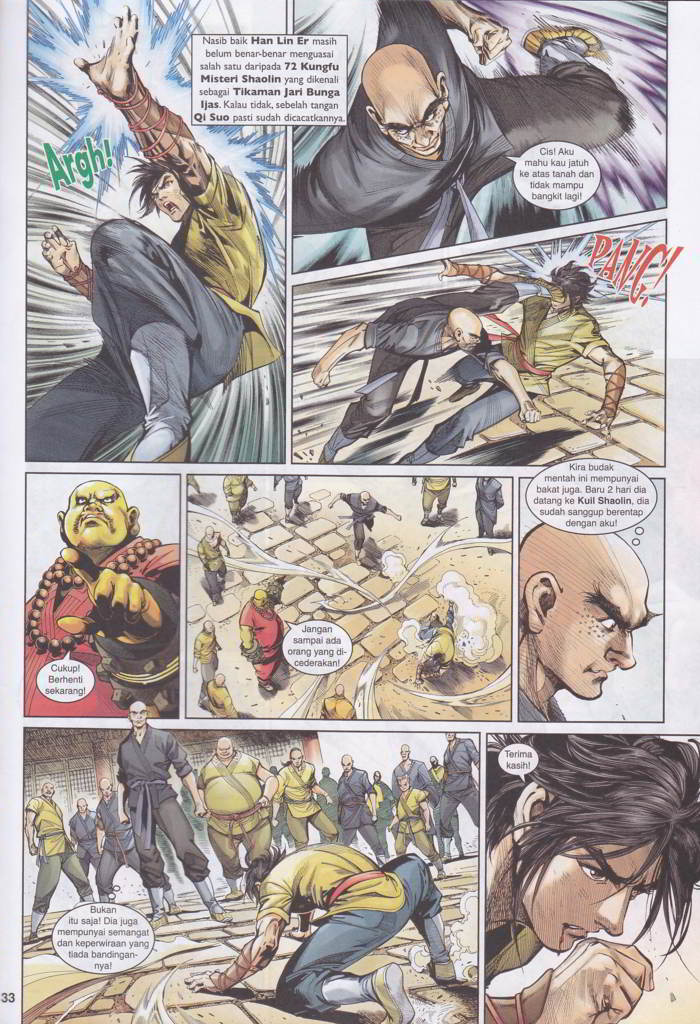 Nasib baik Han Lin Er masih
belum benar-benar menguasai
salah satu daripada 72 Kungfu
Misteri Shaolin yang dikenali
sebagai Tikaman Jari Bunga
Ijas. Kalau tidak, sebelah tangan
Qi Suo pasti sudah dicacatkannya.
Argh!
Cis! Aku
mahu kau jatuh
ke atas tanah dan
tidak mampu
bangkit lagi!
PANG!
Cukup!
Berhenti
sekarang!
Jangan
sampai ada
orang yang di-
cederakan!
Kira budak
mentah ini mempunyai
bakat juga. Baru 2 hari dia
datang ke Kuil Shaolin, dia
sudah sanggup berentap
dengan aku!
Bukan
itu saja! Dia juga
mempunyai semangat
dan keperwiraan yang
tiada bandingan-
nya!
Terima
kasih!
33